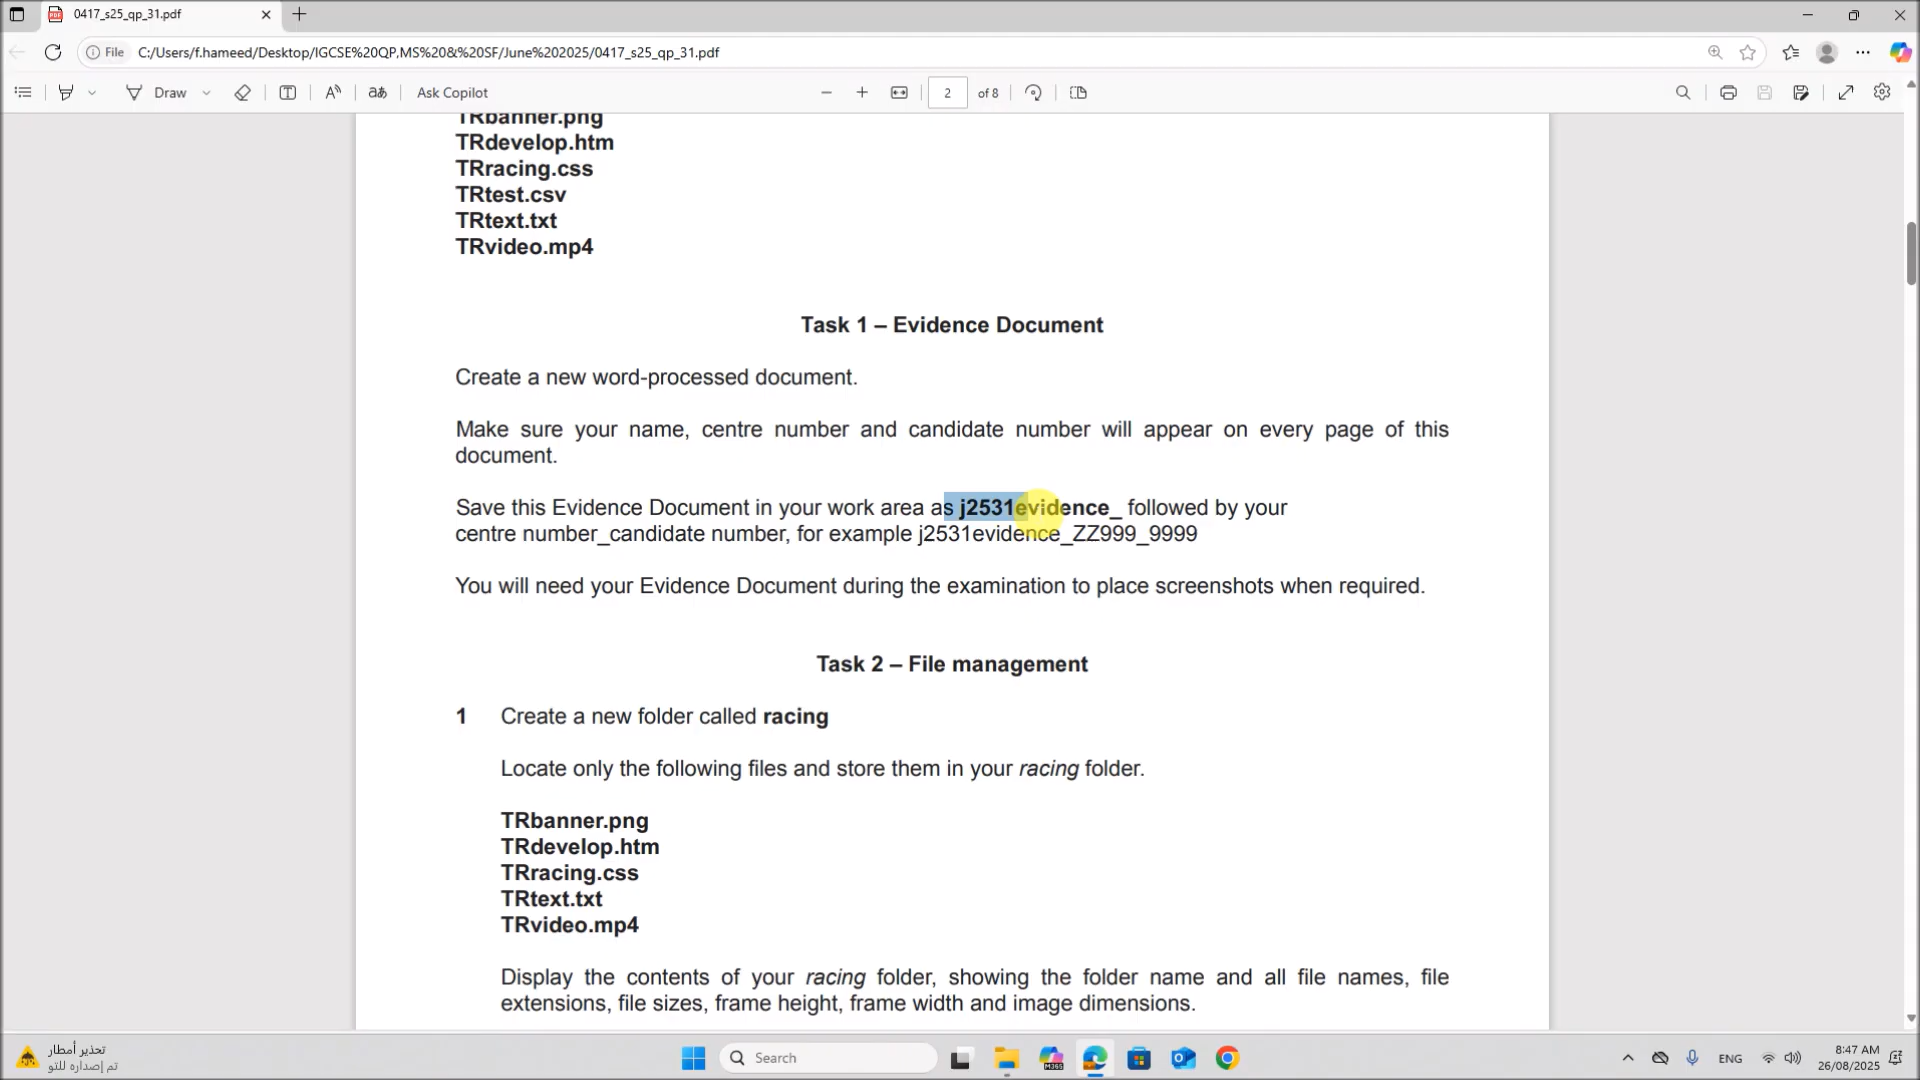 0417_s25_qp_31.pdf
File
C:/Users/f.hameed/Desktop/IGCSE%20QP,MS%20&%20SF/June%202025/0417_s25_qp_31.pdf
Draw
Ask Copilot
2
of 8
TRbanner.png
TRdevelop.htm
TRracing.css
TRtest.csv
TRtext.txt
TRvideo.mp4
Task 1 – Evidence Document
Create a new word-processed document.
Make sure your name, centre number and candidate number will appear on every page of this
document.
Save this Evidence Document in your work area as j2531evidence_ followed by your
centre number_candidate number, for example j2531evidence_ZZ999_9999
You will need your Evidence Document during the examination to place screenshots when required.
Task 2 – File management
1 Create a new folder called racing
Locate only the following files and store them in your racing folder.
TRbanner.png
TRdevelop.htm
TRracing.css
TRtext.txt
TRvideo.mp4
Display the contents of your racing folder, showing the folder name and all file names, file
extensions, file sizes, frame height, frame width and image dimensions.
تحذير أمطار
تم إصداره للتو
Search
M365
ENG
8:47 AM
26/08/2025